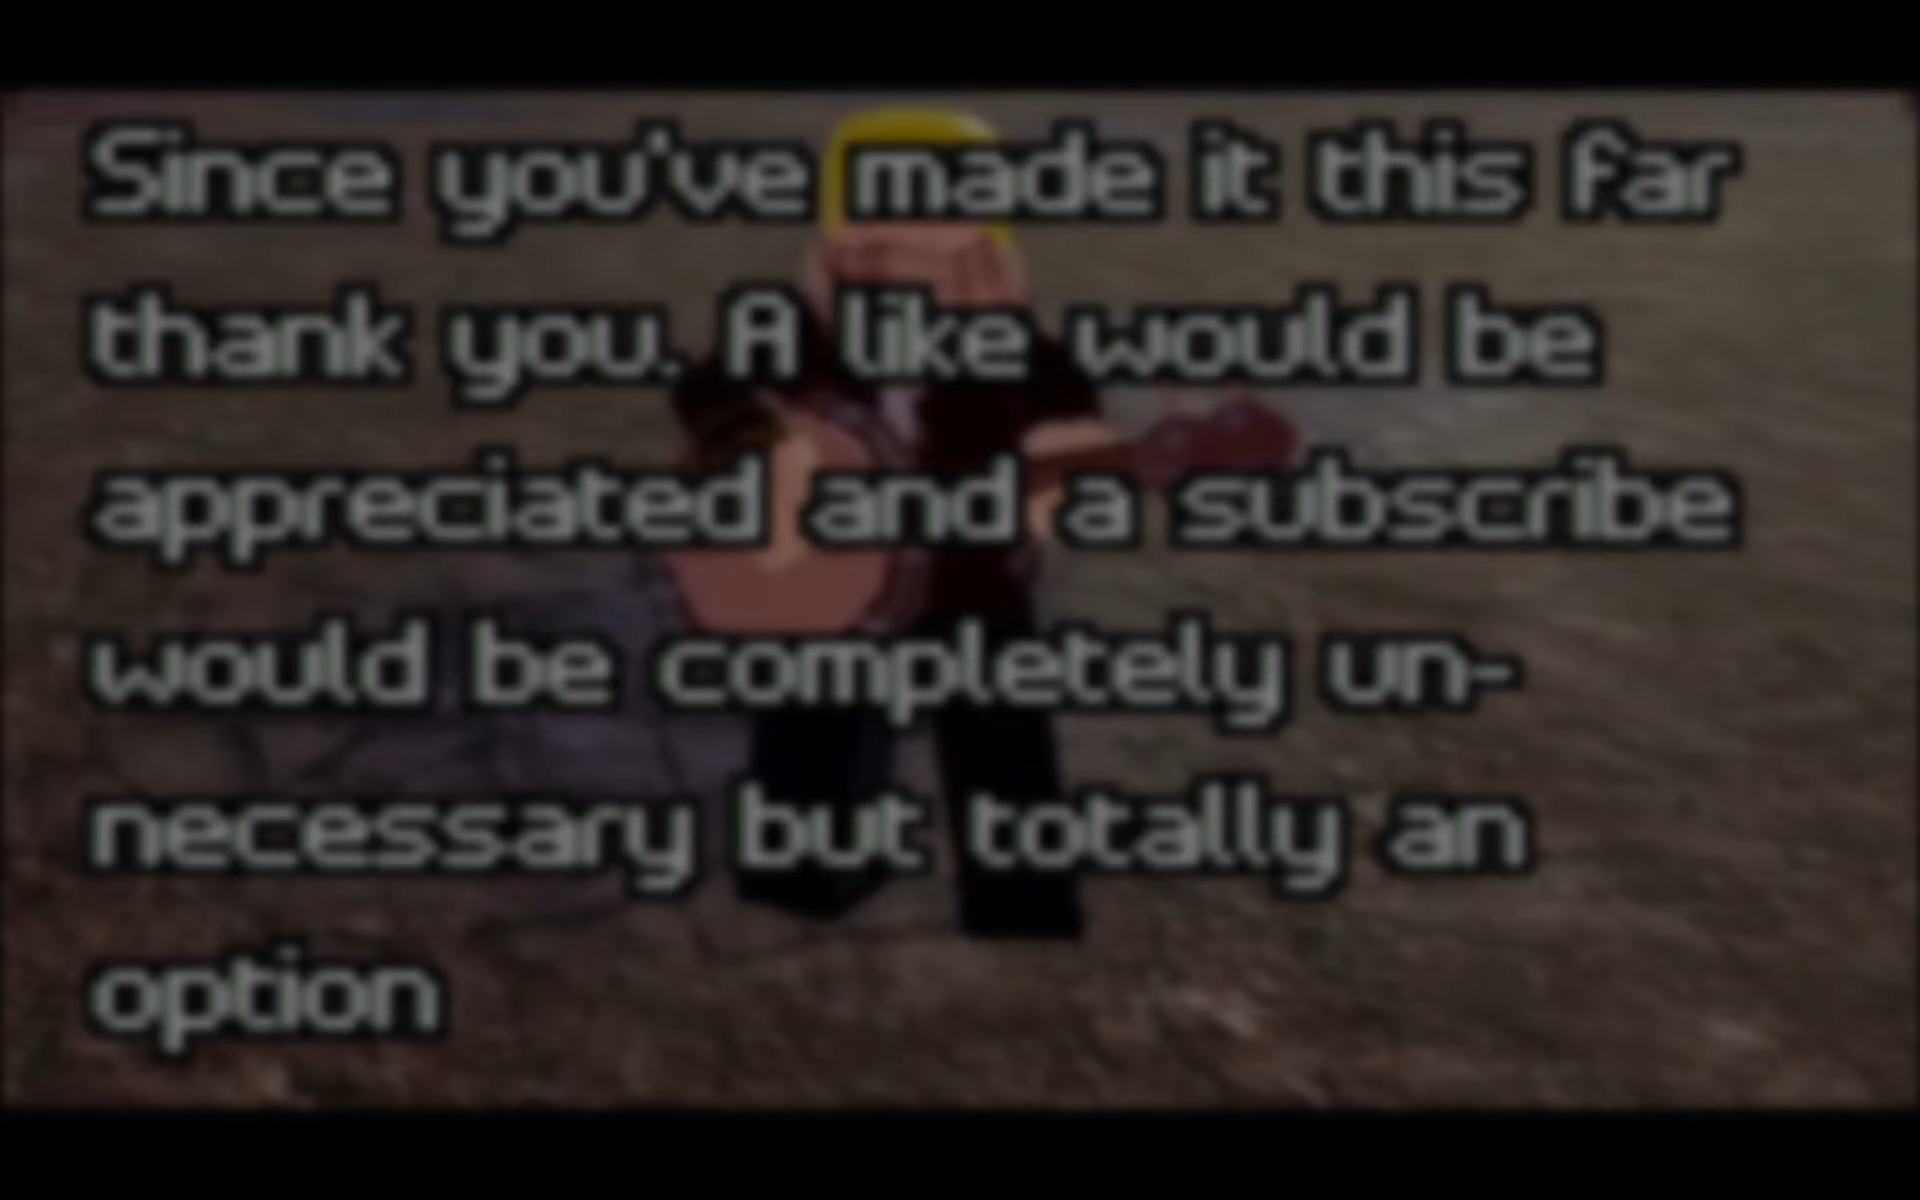 Since you've made it this far
thank you. A like would be
appreciated and a subscribe
would be completely un-
necessary but totally an
option